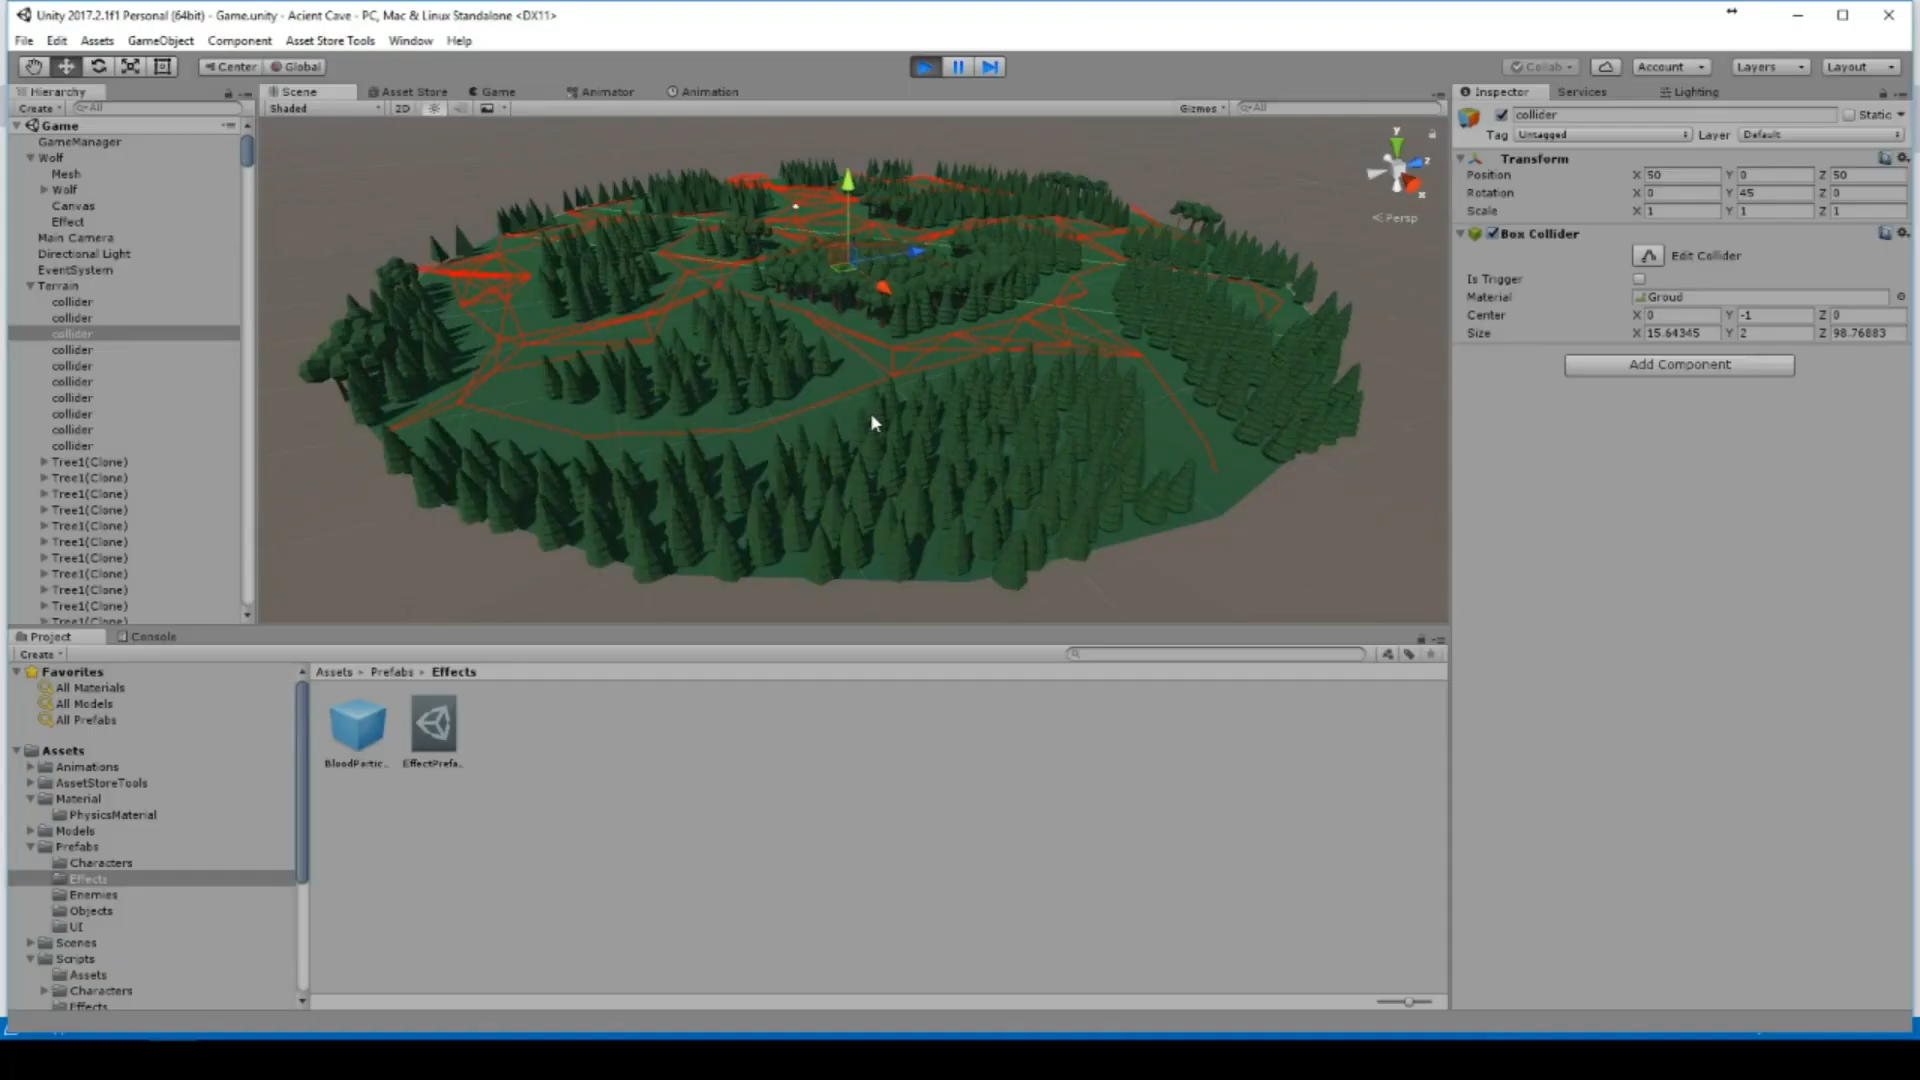 Unity 2017.2.1f1 Personal (64bit) - Game.unity - Acient Cave - PC, Mac & Linux Standalone <DX11>
File Edit Assets GameObject Component Asset Store Tools Window Help
Center Global Collab Account Layers Layout
Hierarchy Scene Asset Store Game Animator Animation Inspector Services Lighting
Create All Shaded 2D Gizmos All
collider Static
Tag Untagged Layer Default
Game
GameManager
Wolf
Mesh
Wolf
Canvas
Effect
Main Camera
Directional Light
EventSystem
Terrain
collider
collider
collider
collider
collider
collider
collider
collider
collider
collider
Tree1(Clone)
Tree1(Clone)
Tree1(Clone)
Tree1(Clone)
Tree1(Clone)
Tree1(Clone)
Tree1(Clone)
Tree1(Clone)
Tree1(Clone)
Tree1(Clone)
Tree1(Clone)
y
z
x
Persp
Transform
Position X 50 Y 0 Z 50
Rotation X 0 Y 45 Z 0
Scale X 1 Y 1 Z 1
Box Collider
Edit Collider
Is Trigger
Material Groud
Center X 0 Y -1 Z 0
Size X 15.64345 Y 2 Z 98.76883
Add Component
Project Console
Create
Favorites
All Materials
All Models
All Prefabs
Assets
Animations
AssetStoreTools
Material
PhysicsMaterial
Models
Prefabs
Characters
Effects
Enemies
Objects
UI
Scenes
Scripts
Assets
Characters
Effects
Assets Prefabs Effects
BloodPartic... EffectPrefa...